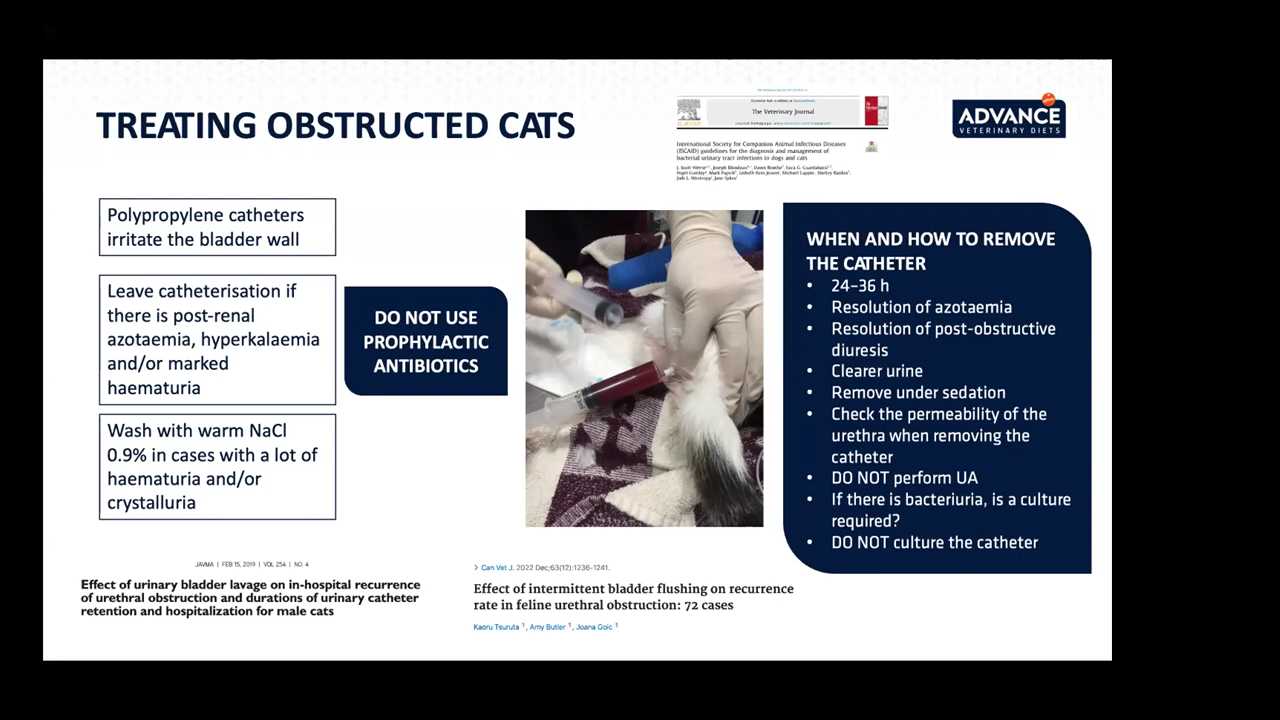 TREATING OBSTRUCTED CATS
The Veterinary Journal
International Society for Companion Animal Infectious Diseases
(ISCAID) guidelines for the diagnosis and management of
bacterial urinary tract infections in dogs and cats
ADVANCE
VETERINARY DIETS
Polypropylene catheters
irritate the bladder wall
Leave catheterisation if
there is post-renal
azotaemia, hyperkalaemia
and/or marked
haematuria
Wash with warm NaCl
0.9% in cases with a lot of
haematuria and/or
crystalluria
DO NOT USE
PROPHYLACTIC
ANTIBIOTICS
WHEN AND HOW TO REMOVE
THE CATHETER
• 24–36 h
• Resolution of azotaemia
• Resolution of post-obstructive
diuresis
• Clearer urine
• Remove under sedation
• Check the permeability of the
urethra when removing the
catheter
• DO NOT perform UA
• If there is bacteriuria, is a culture
required?
• DO NOT culture the catheter
JAVMA | FEB 15, 2019 | VOL 254 | NO. 4
Effect of urinary bladder lavage on in-hospital recurrence
of urethral obstruction and durations of urinary catheter
retention and hospitalization for male cats
> Can Vet J. 2022 Dec;63(12):1236-1241.
Effect of intermittent bladder flushing on recurrence
rate in feline urethral obstruction: 72 cases
Kaoru Tsuruta 1, Amy Butler 1, Joana Goic 1